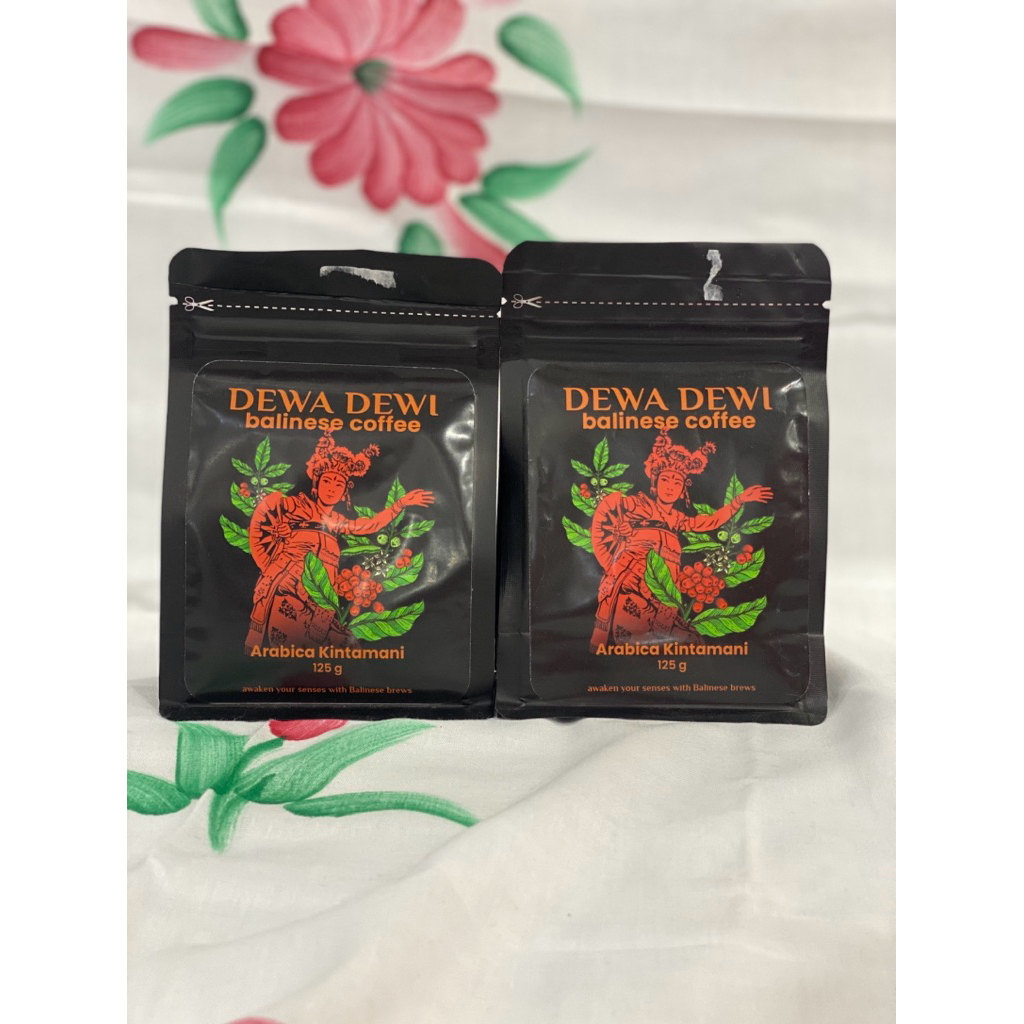 DEWA DEWI
balinese coffee
Arabica Kintamani
125 g
awaken your senses with Balinese brews
DEWA DEWI
balinese coffee
Arabica Kintamani
125 g
awaken your senses with Balinese brews